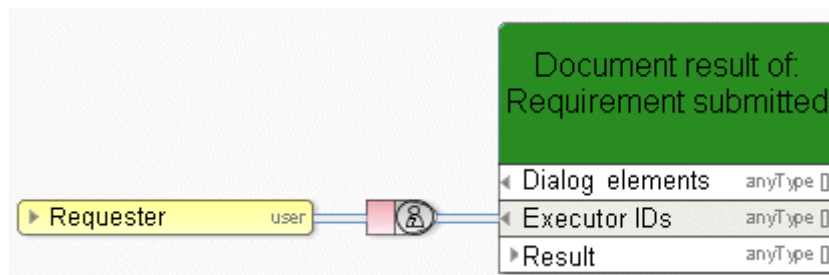 Document result of:
Requirement submitted
Dialog elements anyType []
Requester user
Executor IDs anyType []
Result anyType []